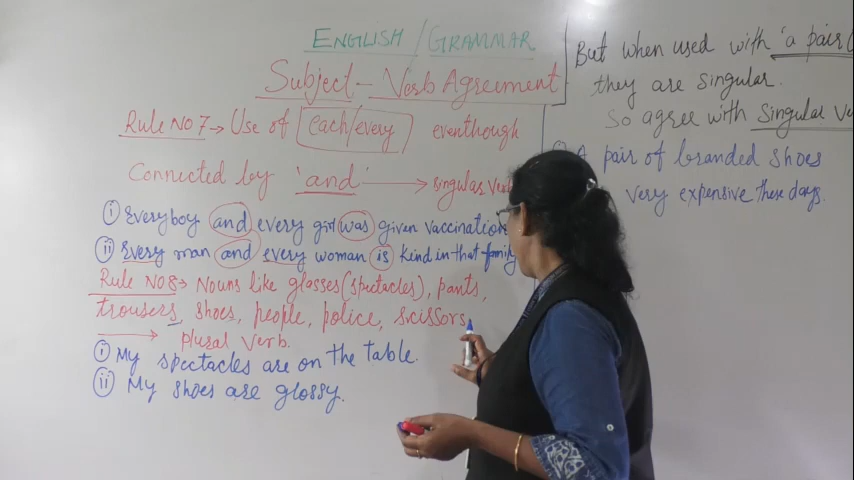 ENGLISH / GRAMMAR
Subject - Verb Agreement
Rule No 7 → Use of each/every eventhough
Connected by 'and' → singular verb
i Every boy and every girl was given vaccination
ii Every man and every woman is kind in that family
Rule No 8 → Nouns like glasses (spectacles), pants,
trousers, shoes, people, police, scissors
→ plural verb.
i My spectacles are on the table.
ii My shoes are glossy.
But when used with 'a pair
they are singular.
So agree with singular
A pair of branded shoes
very expensive these days.